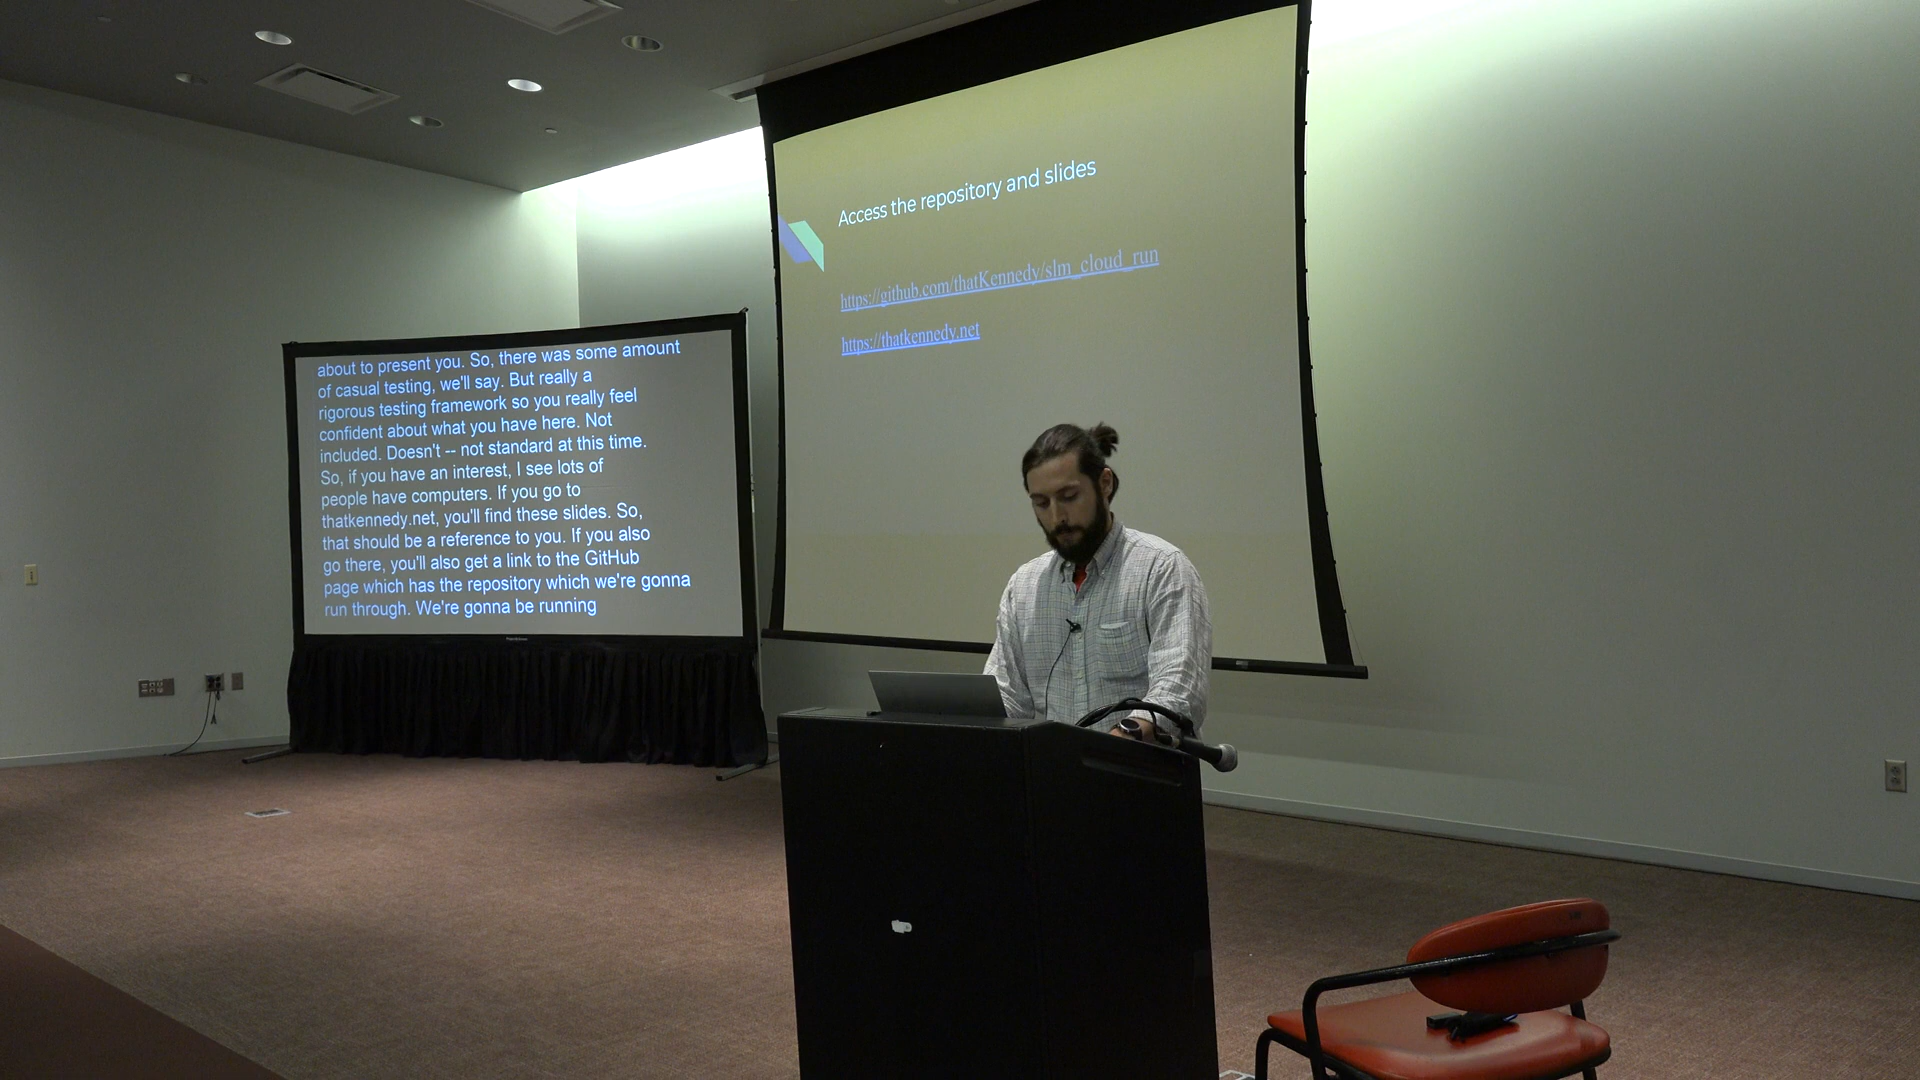 about to present you. So, there was some amount
of casual testing, we'll say. But really a
rigorous testing framework so you really feel
confident about what you have here. Not
included. Doesn't -- not standard at this time.
So, if you have an interest, I see lots of
people have computers. If you go to
thatkennedy.net, you'll find these slides. So,
that should be a reference to you. If you also
go there, you'll also get a link to the GitHub
page which has the repository which we're gonna
run through. We're gonna be running
Access the repository and slides
https://github.com/thatKennedy/slm_cloud_run
https://thatkennedy.net